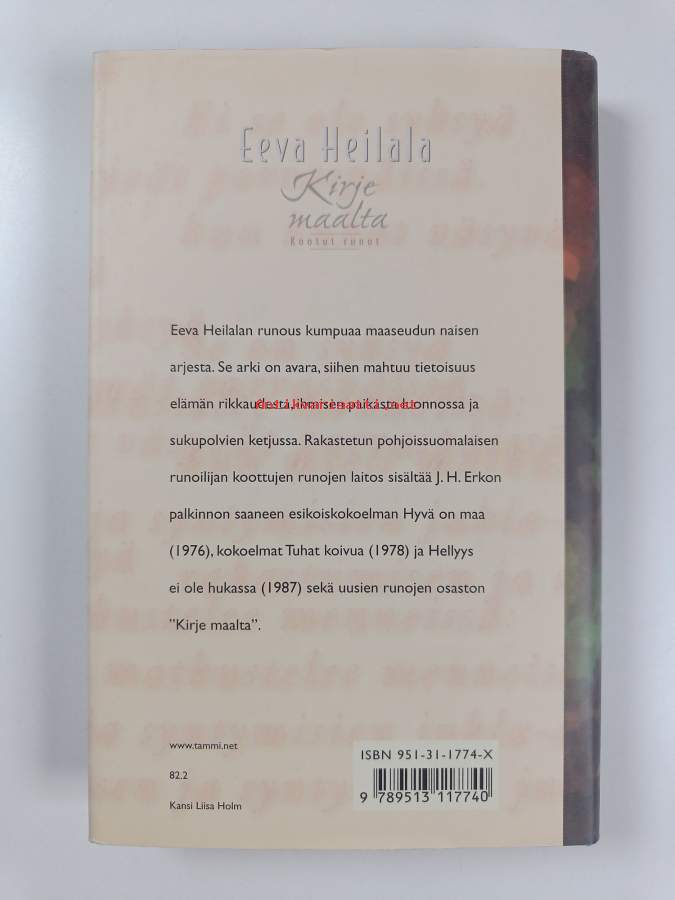 Eeva Heilala
Kirje
maalta
Kootut runot
Eeva Heilalan runous kumpuaa maaseudun naisen
arjesta. Se arki on avara, siihen mahtuu tietoisuus
elämän rikkaudesta, ihmisen paikasta luonnossa ja
sukupolvien ketjussa. Rakastetun pohjoissuomalaisen
runoilijan koottujen runojen laitos sisältää J. H. Erkon
palkinnon saaneen esikoiskokoelman Hyvä on maa
(1976), kokoelmat Tuhat koivua (1978) ja Hellyys
ei ole hukassa (1987) sekä uusien runojen osaston
”Kirje maalta”.
www.tammi.net
82.2
Kansi Liisa Holm
ISBN 951-31-1774-X
9 789513 117740